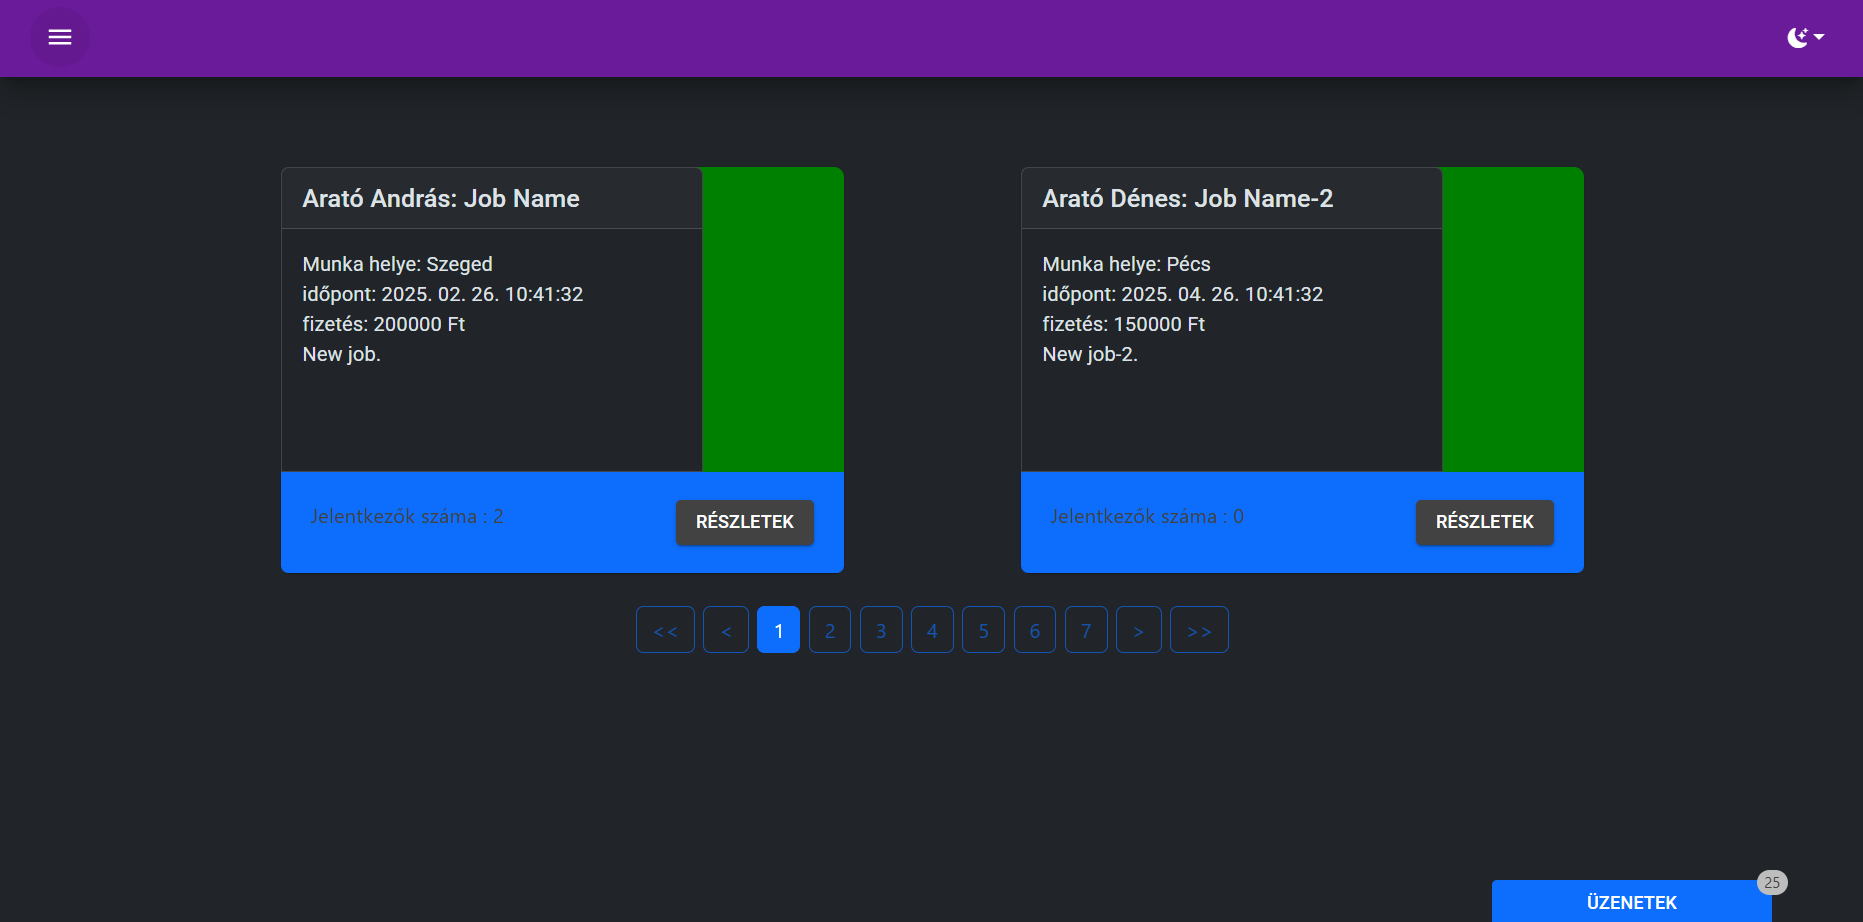 Arató András: Job Name
Munka helye: Szeged
időpont: 2025. 02. 26. 10:41:32
fizetés: 200000 Ft
New job.
Jelentkezők száma : 2
RÉSZLETEK
Arató Dénes: Job Name-2
Munka helye: Pécs
időpont: 2025. 04. 26. 10:41:32
fizetés: 150000 Ft
New job-2.
Jelentkezők száma : 0
RÉSZLETEK
<< < 1 2 3 4 5 6 7 > >>
25
ÜZENETEK